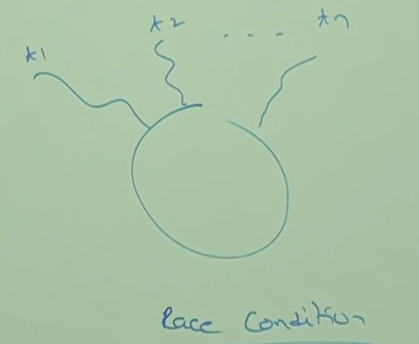 t1 t2 .... tn
Race Condition